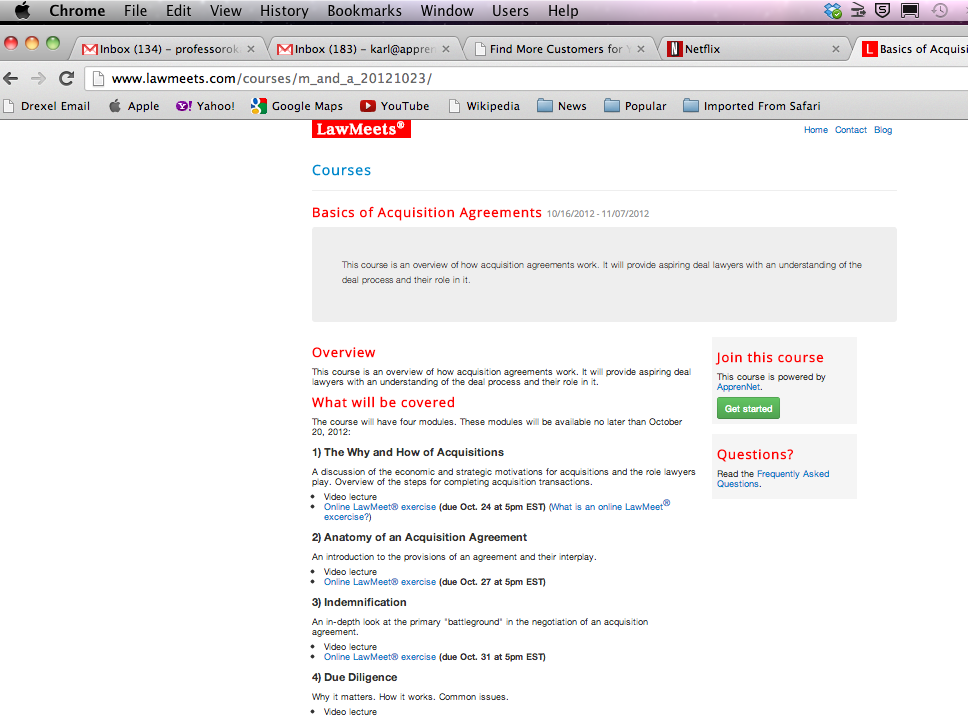 Chrome File Edit View History Bookmarks Window Users Help
Inbox (134) – professorok
Inbox (183) – karl@appren
Find More Customers for Y
Netflix
Basics of Acquisi
www.lawmeets.com/courses/m_and_a_20121023/
Drexel Email Apple Yahoo! Google Maps YouTube Wikipedia News Popular Imported From Safari
LawMeets®
Home Contact Blog
Courses
Basics of Acquisition Agreements 10/16/2012 - 11/07/2012
This course is an overview of how acquisition agreements work. It will provide aspiring deal lawyers with an understanding of the
deal process and their role in it.
Overview
This course is an overview of how acquisition agreements work. It will provide aspiring deal
lawyers with an understanding of the deal process and their role in it.
What will be covered
The course will have four modules. These modules will be available no later than October
20, 2012:
1) The Why and How of Acquisitions
A discussion of the economic and strategic motivations for acquisitions and the role lawyers
play. Overview of the steps for completing acquisition transactions.
Video lecture
Online LawMeet® exercise (due Oct. 24 at 5pm EST) (What is an online LawMeet®
excercise?)
2) Anatomy of an Acquisition Agreement
An introduction to the provisions of an agreement and their interplay.
Video lecture
Online LawMeet® exercise (due Oct. 27 at 5pm EST)
3) Indemnification
An in-depth look at the primary "battleground" in the negotiation of an acquisition
agreement.
Video lecture
Online LawMeet® exercise (due Oct. 31 at 5pm EST)
4) Due Diligence
Why it matters. How it works. Common issues.
Video lecture
Join this course
This course is powered by
ApprenNet.
Get started
Questions?
Read the Frequently Asked
Questions.